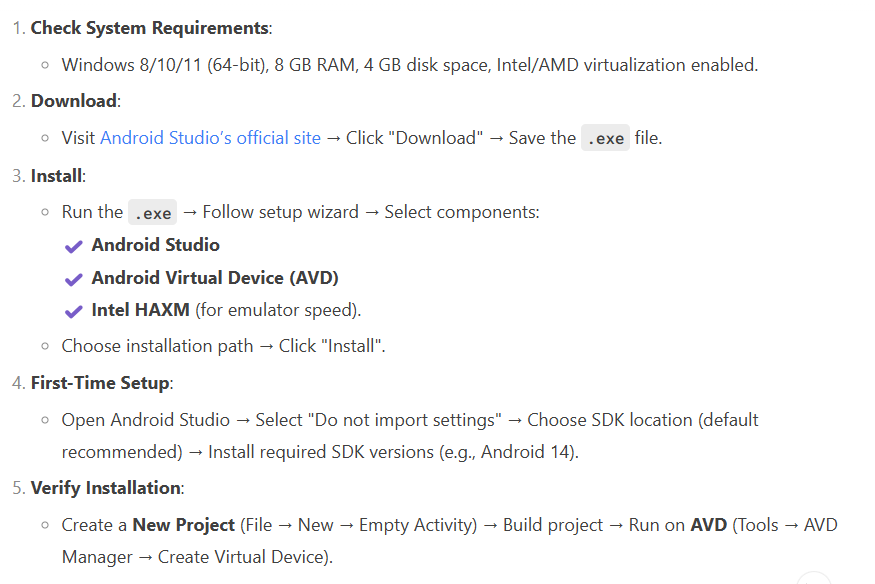 1. Check System Requirements:
○ Windows 8/10/11 (64-bit), 8 GB RAM, 4 GB disk space, Intel/AMD virtualization enabled.
2. Download:
○ Visit Android Studio’s official site → Click "Download" → Save the .exe file.
3. Install:
○ Run the .exe → Follow setup wizard → Select components:
✔ Android Studio
✔ Android Virtual Device (AVD)
✔ Intel HAXM (for emulator speed).
○ Choose installation path → Click "Install".
4. First-Time Setup:
○ Open Android Studio → Select "Do not import settings" → Choose SDK location (default
recommended) → Install required SDK versions (e.g., Android 14).
5. Verify Installation:
○ Create a New Project (File → New → Empty Activity) → Build project → Run on AVD (Tools → AVD
Manager → Create Virtual Device).